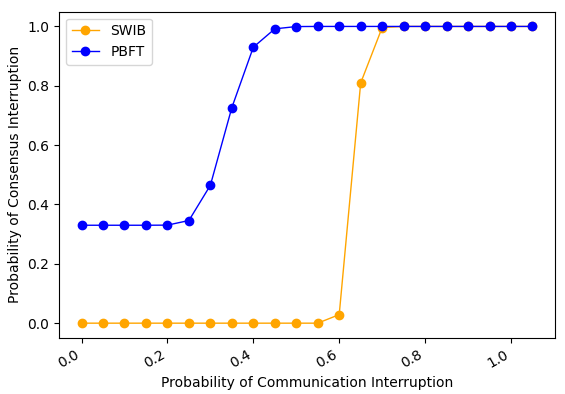 SWIB
PBFT
Probability of Consensus Interruption
1.0
0.8
0.6
0.4
0.2
0.0
0.0 0.2 0.4 0.6 0.8 1.0
Probability of Communication Interruption